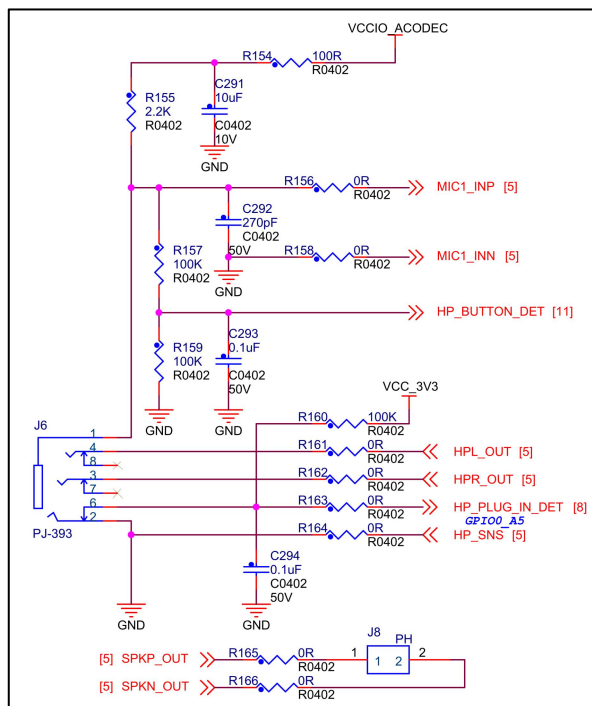 VCCIO_ACODEC
R154 100R
R0402
R155
2.2K
R0402
C291
10uF
C0402
10V
GND
R156 0R
R0402
MIC1_INP [5]
C292
270pF
C0402
50V
GND
R157
100K
R0402
R158 0R
R0402
MIC1_INN [5]
HP_BUTTON_DET [11]
R159
100K
R0402
C293
0.1uF
C0402
50V
GND
GND
VCC_3V3
R160 100K
R0402
J6
1
4
8
3
7
6
2
PJ-393
R161 0R
R0402
HPL_OUT [5]
R162 0R
R0402
HPR_OUT [5]
R163 0R
R0402
HP_PLUG_IN_DET [8]
GPIO0_A5
R164 0R
R0402
HP_SNS [5]
C294
0.1uF
C0402
50V
GND
GND
J8
PH
[5] SPKP_OUT R165 0R 1 1 2 2
R0402
[5] SPKN_OUT R166 0R
R0402